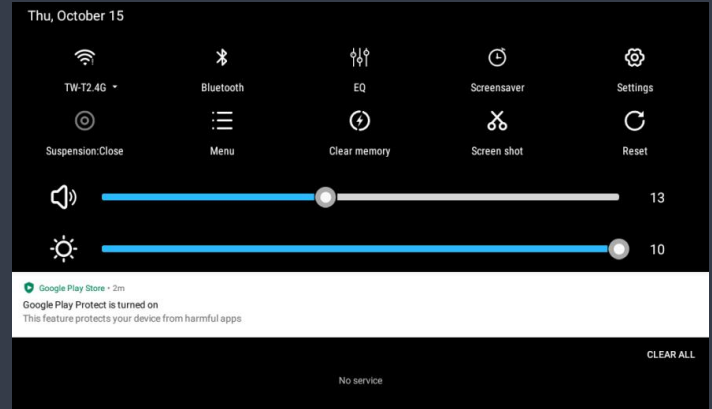 Thu, October 15
TW-T2.4G
Bluetooth
EQ
Screensaver
Settings
Suspension:Close
Menu
Clear memory
Screen shot
Reset
13
10
Google Play Store • 2m
Google Play Protect is turned on
This feature protects your device from harmful apps
CLEAR ALL
No service